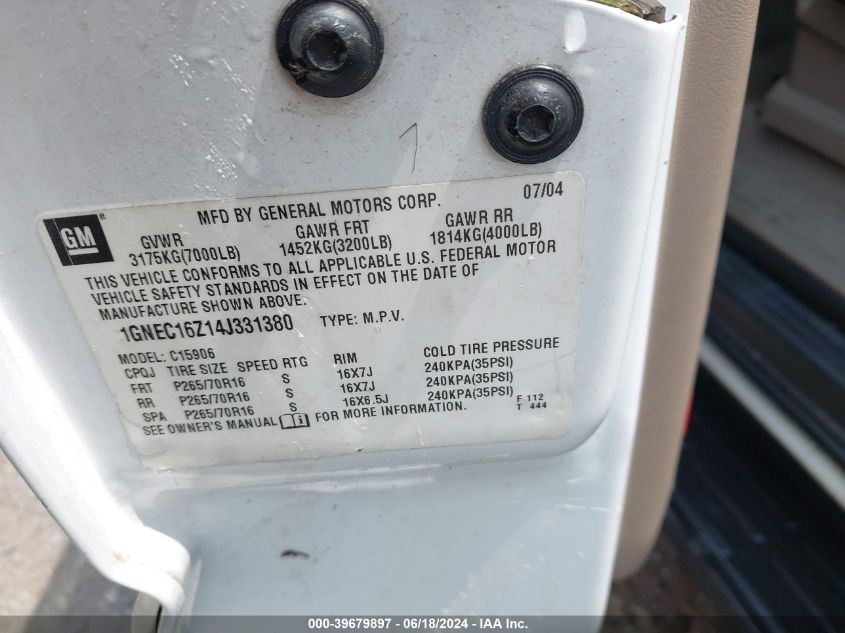 GM
MFD BY GENERAL MOTORS CORP. 07/04
GVWR GAWR FRT GAWR RR
3175KG(7000LB) 1452KG(3200LB) 1814KG(4000LB)
THIS VEHICLE CONFORMS TO ALL APPLICABLE U.S. FEDERAL MOTOR
VEHICLE SAFETY STANDARDS IN EFFECT ON THE DATE OF
MANUFACTURE SHOWN ABOVE.
1GNEC16Z14J331380 TYPE: M.P.V.
MODEL: C15906
CPQJ TIRE SIZE SPEED RTG RIM COLD TIRE PRESSURE
FRT P265/70R16 S 16X7J 240KPA(35PSI)
RR P265/70R16 S 16X7J 240KPA(35PSI)
SPA P265/70R16 S 16X6.5J 240KPA(35PSI)
SEE OWNER'S MANUAL FOR MORE INFORMATION.
F 112
T 444
000-39679897 - 06/18/2024 - IAA Inc.